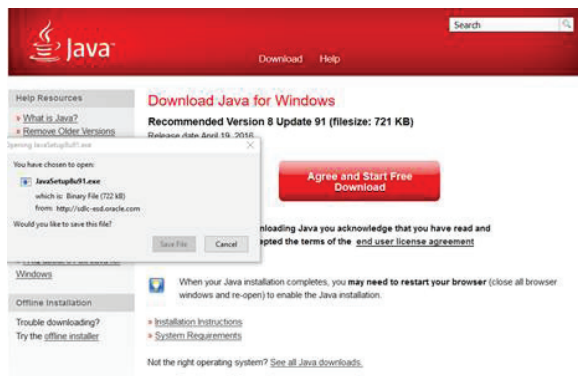 Search
Java
Download Help
Help Resources
» What is Java?
» Remove Older Versions
Download Java for Windows
Recommended Version 8 Update 91 (filesize: 721 KB)
Release date April 19, 2016
Agree and Start Free
Download
Opening JavaSetup8u91.exe
You have chosen to open:
JavaSetup8u91.exe
which is: Binary File (722 kB)
from: http://sdlc-esd.oracle.com
Would you like to save this file?
Save File Cancel
nloading Java you acknowledge that you have read and
epted the terms of the end user license agreement
Windows
Offline Installation
Trouble downloading?
Try the offline installer
When your Java installation completes, you may need to restart your browser (close all browser
windows and re-open) to enable the Java installation.
» Installation Instructions
» System Requirements
Not the right operating system? See all Java downloads.